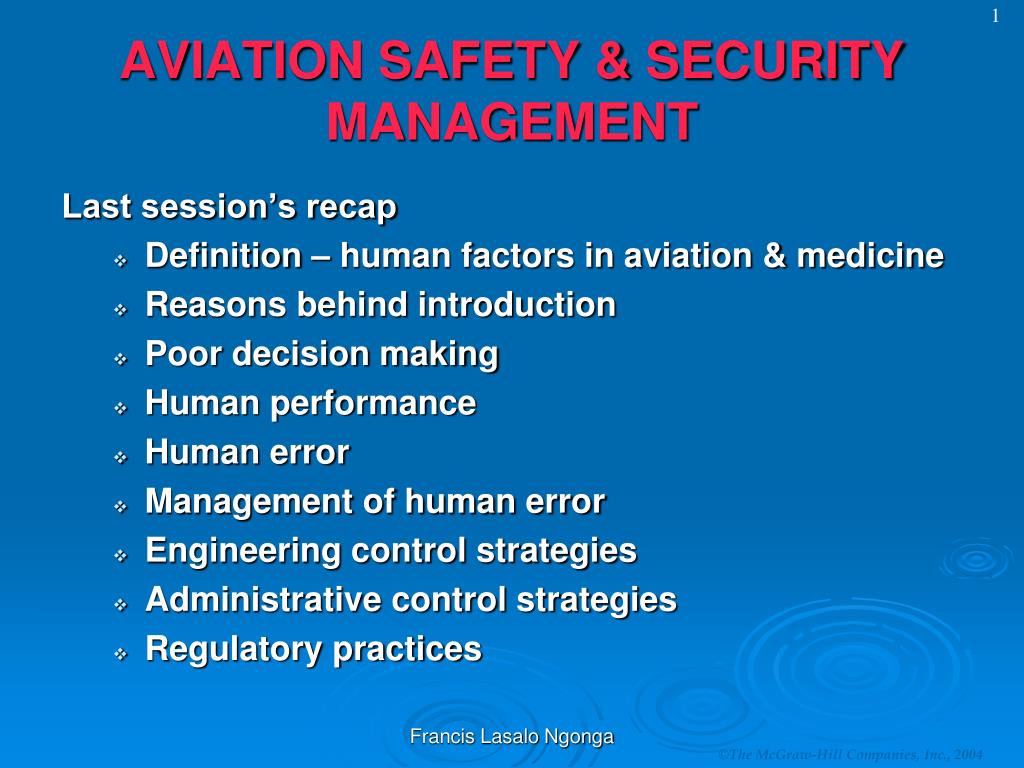 1
AVIATION SAFETY & SECURITY
MANAGEMENT
Last session’s recap
Definition – human factors in aviation & medicine
Reasons behind introduction
Poor decision making
Human performance
Human error
Management of human error
Engineering control strategies
Administrative control strategies
Regulatory practices
Francis Lasalo Ngonga
©The McGraw-Hill Companies, Inc., 2004